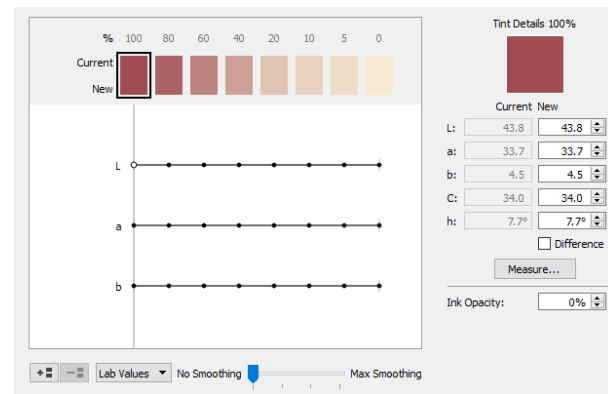 Tint Details 100%
% 100 80 60 40 20 10 5 0
Current
New
Current New
L: 43.8 43.8
a: 33.7 33.7
b: 4.5 4.5
C: 34.0 34.0
h: 7.7° 7.7°
Difference
Measure...
Ink Opacity: 0%
L
a
b
Lab Values No Smoothing Max Smoothing